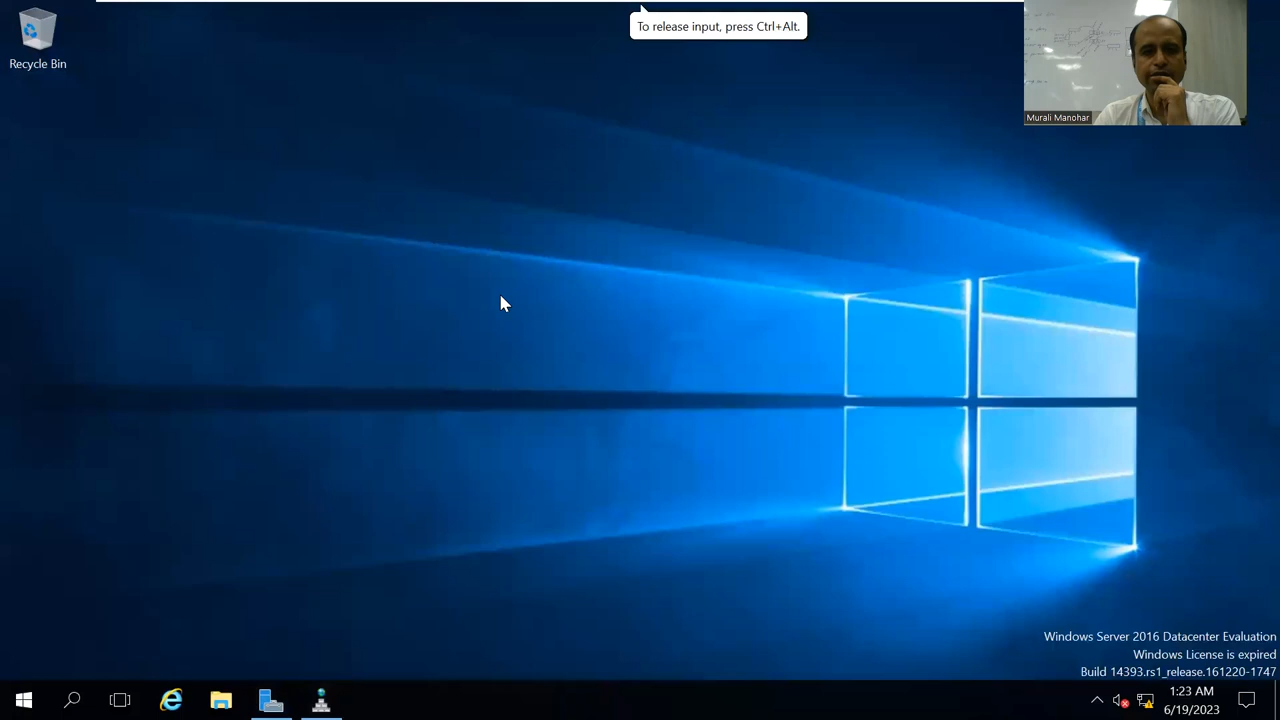 Recycle Bin
To release input, press Ctrl+Alt.
Murali Manohar
Windows Server 2016 Datacenter Evaluation
Windows License is expired
Build 14393.rs1_release.161220-1747
1:23 AM
6/19/2023